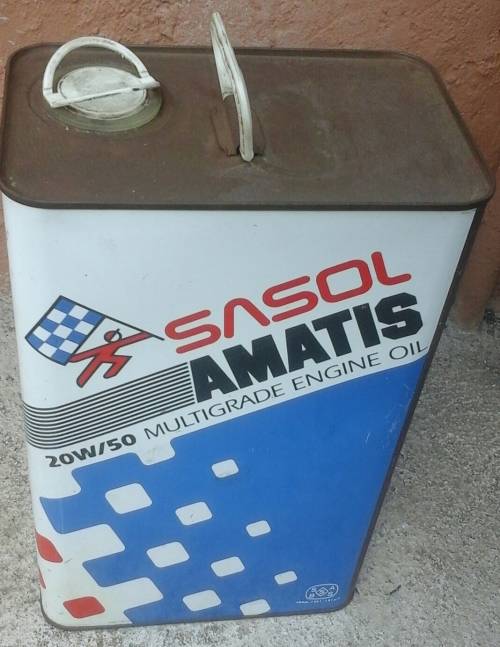 SASOL
AMATIS
20W/50 MULTIGRADE ENGINE OIL
S A
B S